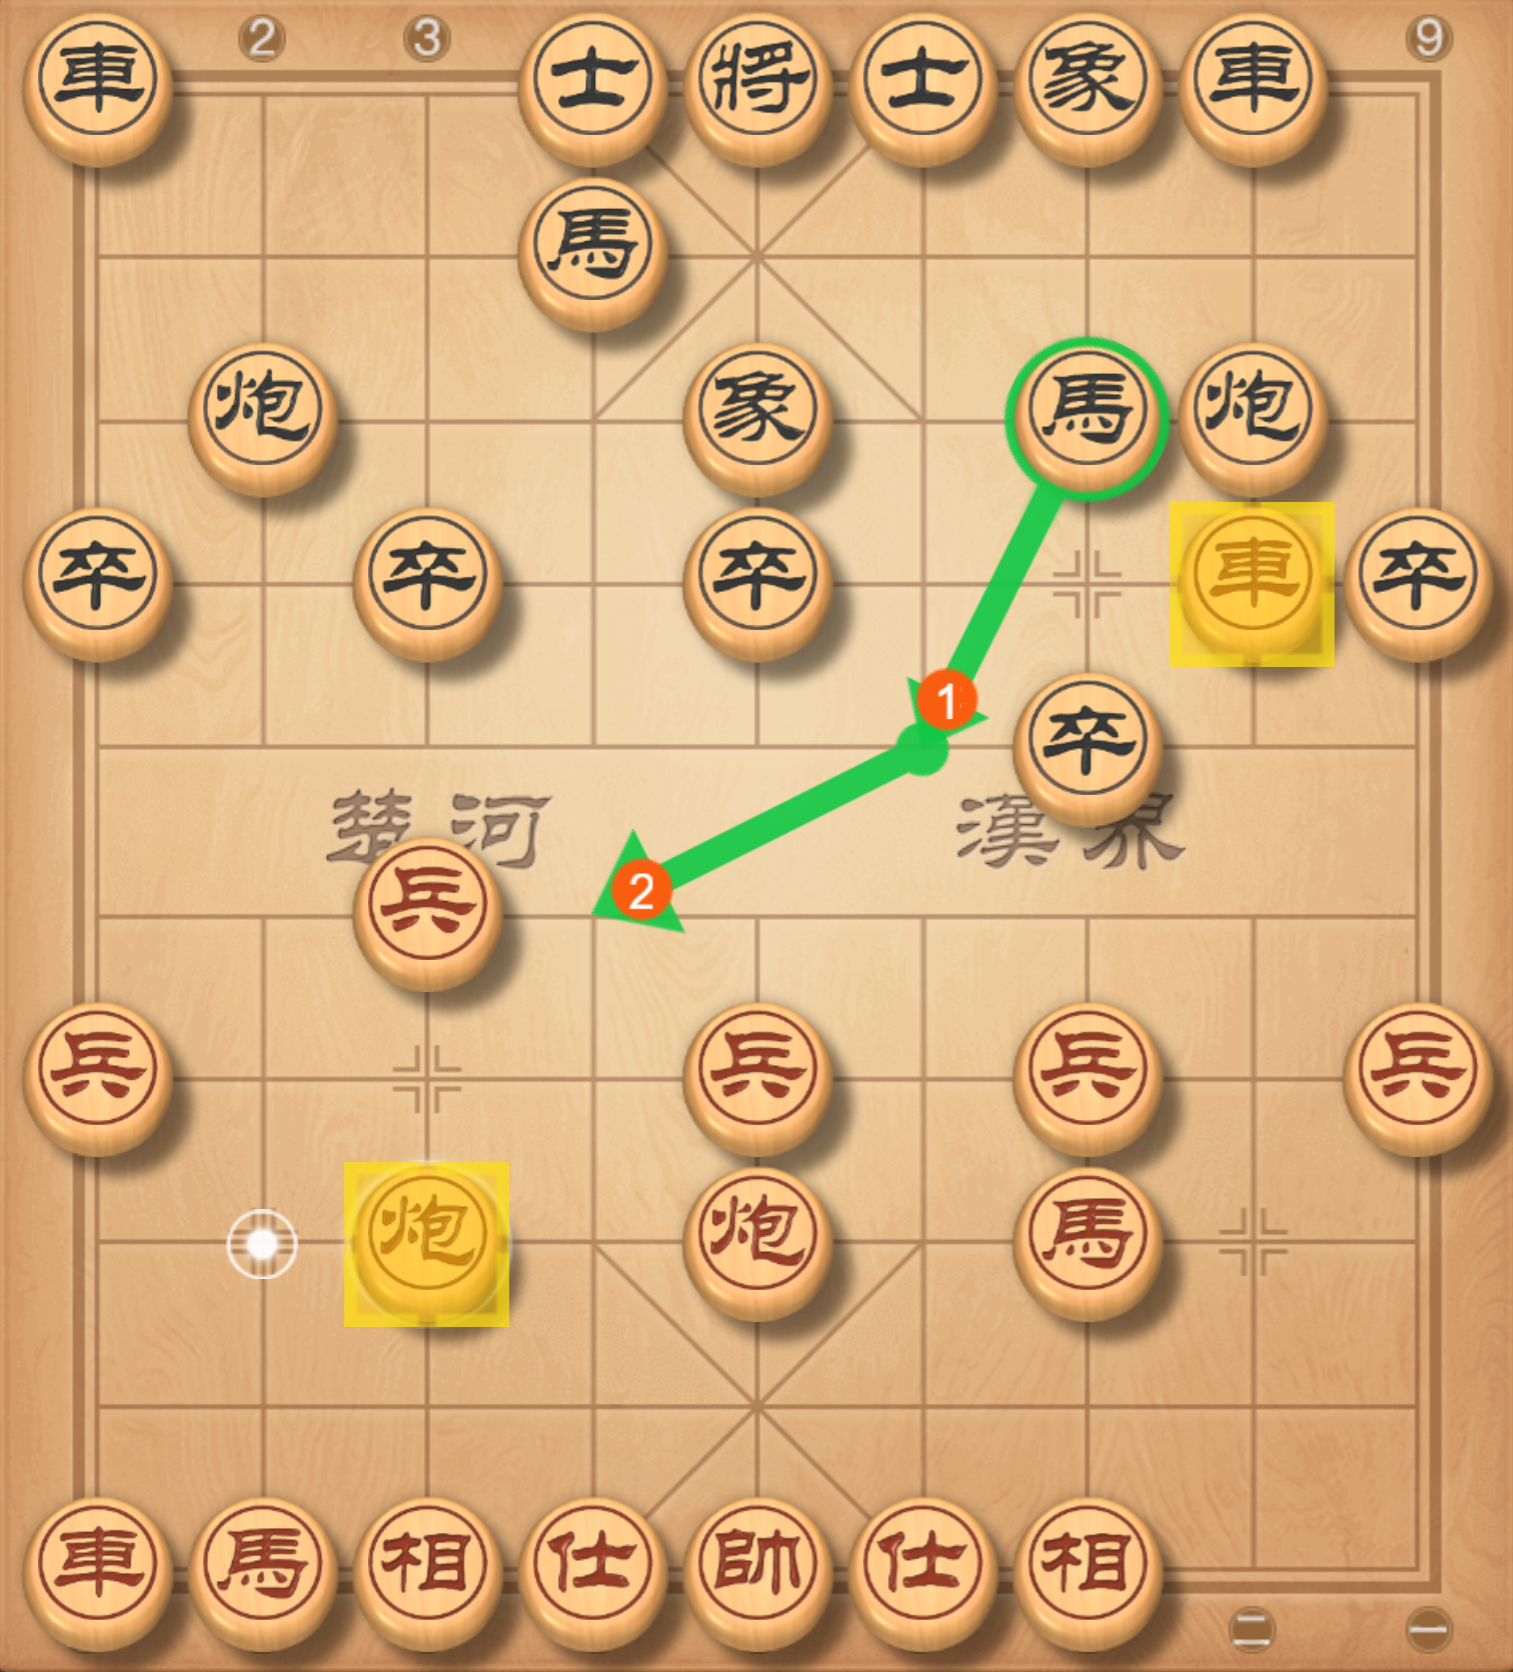 車 2 3 士 將 士 象 車 9
馬
炮 象 馬 炮
卒 卒 卒 車 卒
1 卒
楚 河 漢 界
兵 2
兵 兵 兵 兵
炮 炮 馬
車 馬 相 仕 帥 仕 相
二 一